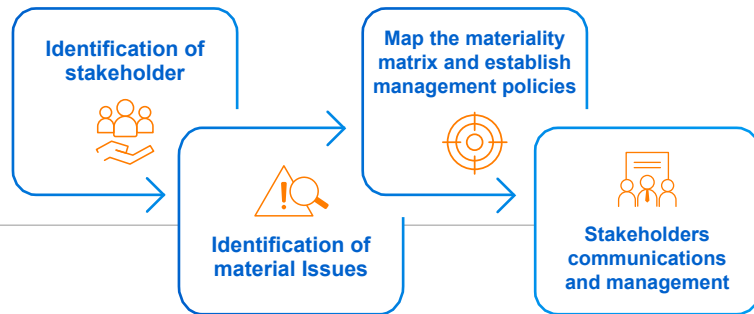 Identification of
stakeholder
Identification of
material Issues
Map the materiality
matrix and establish
management policies
Stakeholders
communications
and management